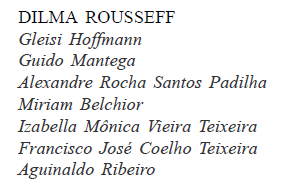 DILMA ROUSSEFF
Gleisi Hoffmann
Guido Mantega
Alexandre Rocha Santos Padilha
Miriam Belchior
Izabella Mônica Vieira Teixeira
Francisco José Coelho Teixeira
Aguinaldo Ribeiro